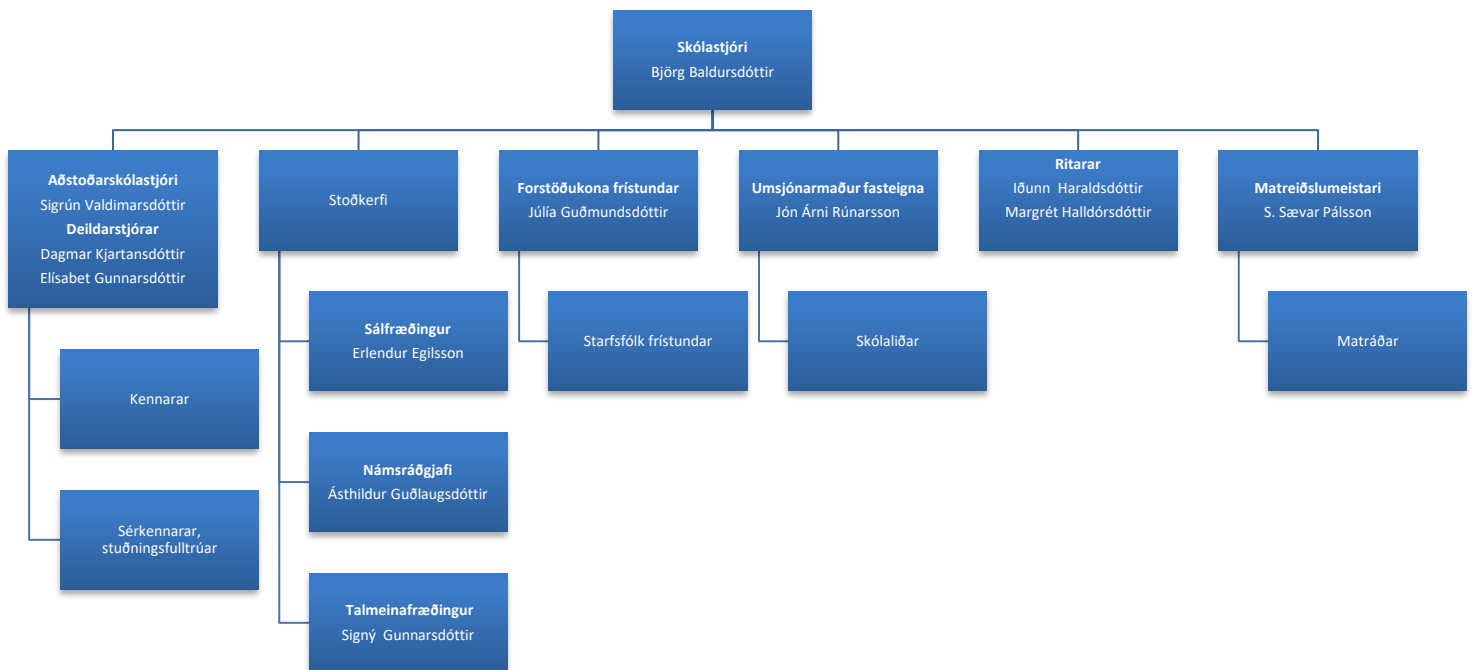 Skólastjóri
Björg Baldursdóttir
Aðstoðarskólastjóri
Sigrún Valdimarsdóttir
Deildarstjórar
Dagmar Kjartansdóttir
Elísabet Gunnarsdóttir
Kennarar
Sérkennarar,
stuðningsfulltrúar
Stoðkerfi
Sálfræðingur
Erlendur Egilsson
Námsráðgjafi
Ásthildur Guðlaugsdóttir
Talmeinafræðingur
Signý Gunnarsdóttir
Forstöðukona frístundar
Júlía Guðmundsdóttir
Starfsfólk frístundar
Umsjónarmaður fasteigna
Jón Árni Rúnarsson
Skólaliðar
Ritarar
Iðunn Haraldsdóttir
Margrét Halldórsdóttir
Matreiðslumeistari
S. Sævar Pálsson
Matráðar